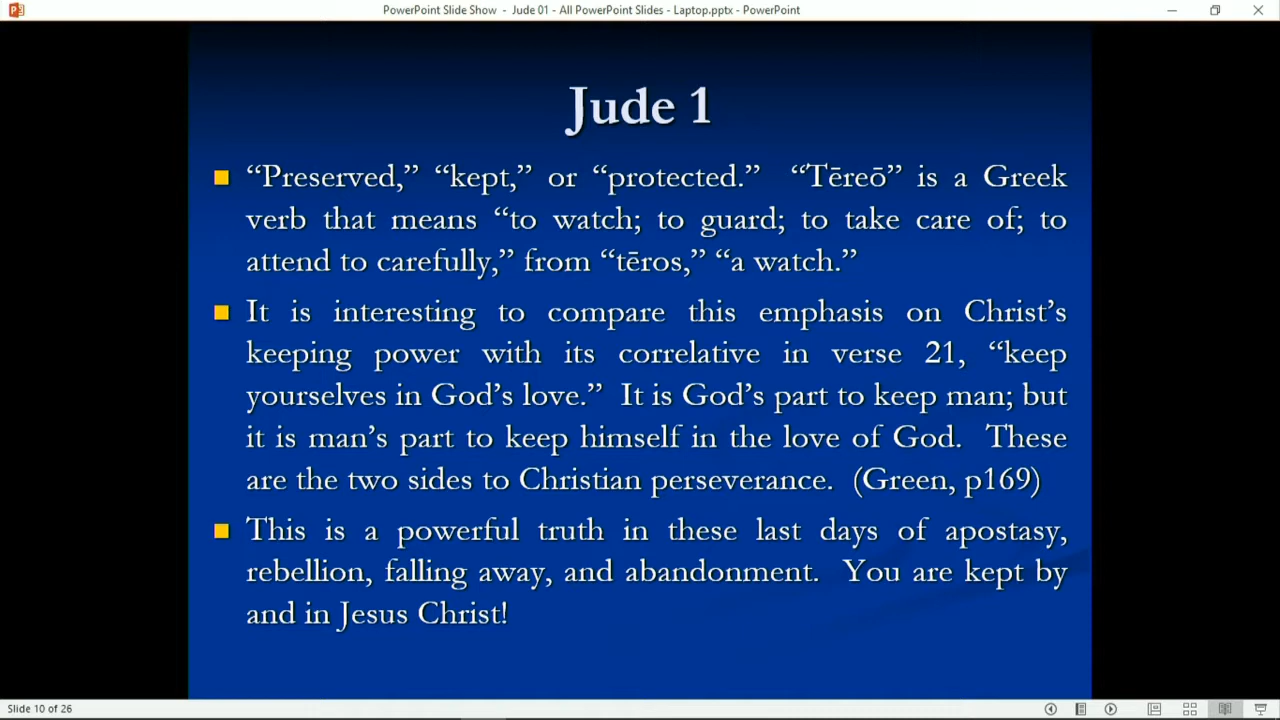 PowerPoint Slide Show - Jude 01 - All PowerPoint Slides - Laptop.pptx - PowerPoint
Jude 1
“Preserved,” “kept,” or “protected.” “Tēreō” is a Greek
verb that means “to watch; to guard; to take care of; to
attend to carefully,” from “tēros,” “a watch.”
It is interesting to compare this emphasis on Christ’s
keeping power with its correlative in verse 21, “keep
yourselves in God’s love.” It is God’s part to keep man; but
it is man’s part to keep himself in the love of God. These
are the two sides to Christian perseverance. (Green, p169)
This is a powerful truth in these last days of apostasy,
rebellion, falling away, and abandonment. You are kept by
and in Jesus Christ!
Slide 10 of 26